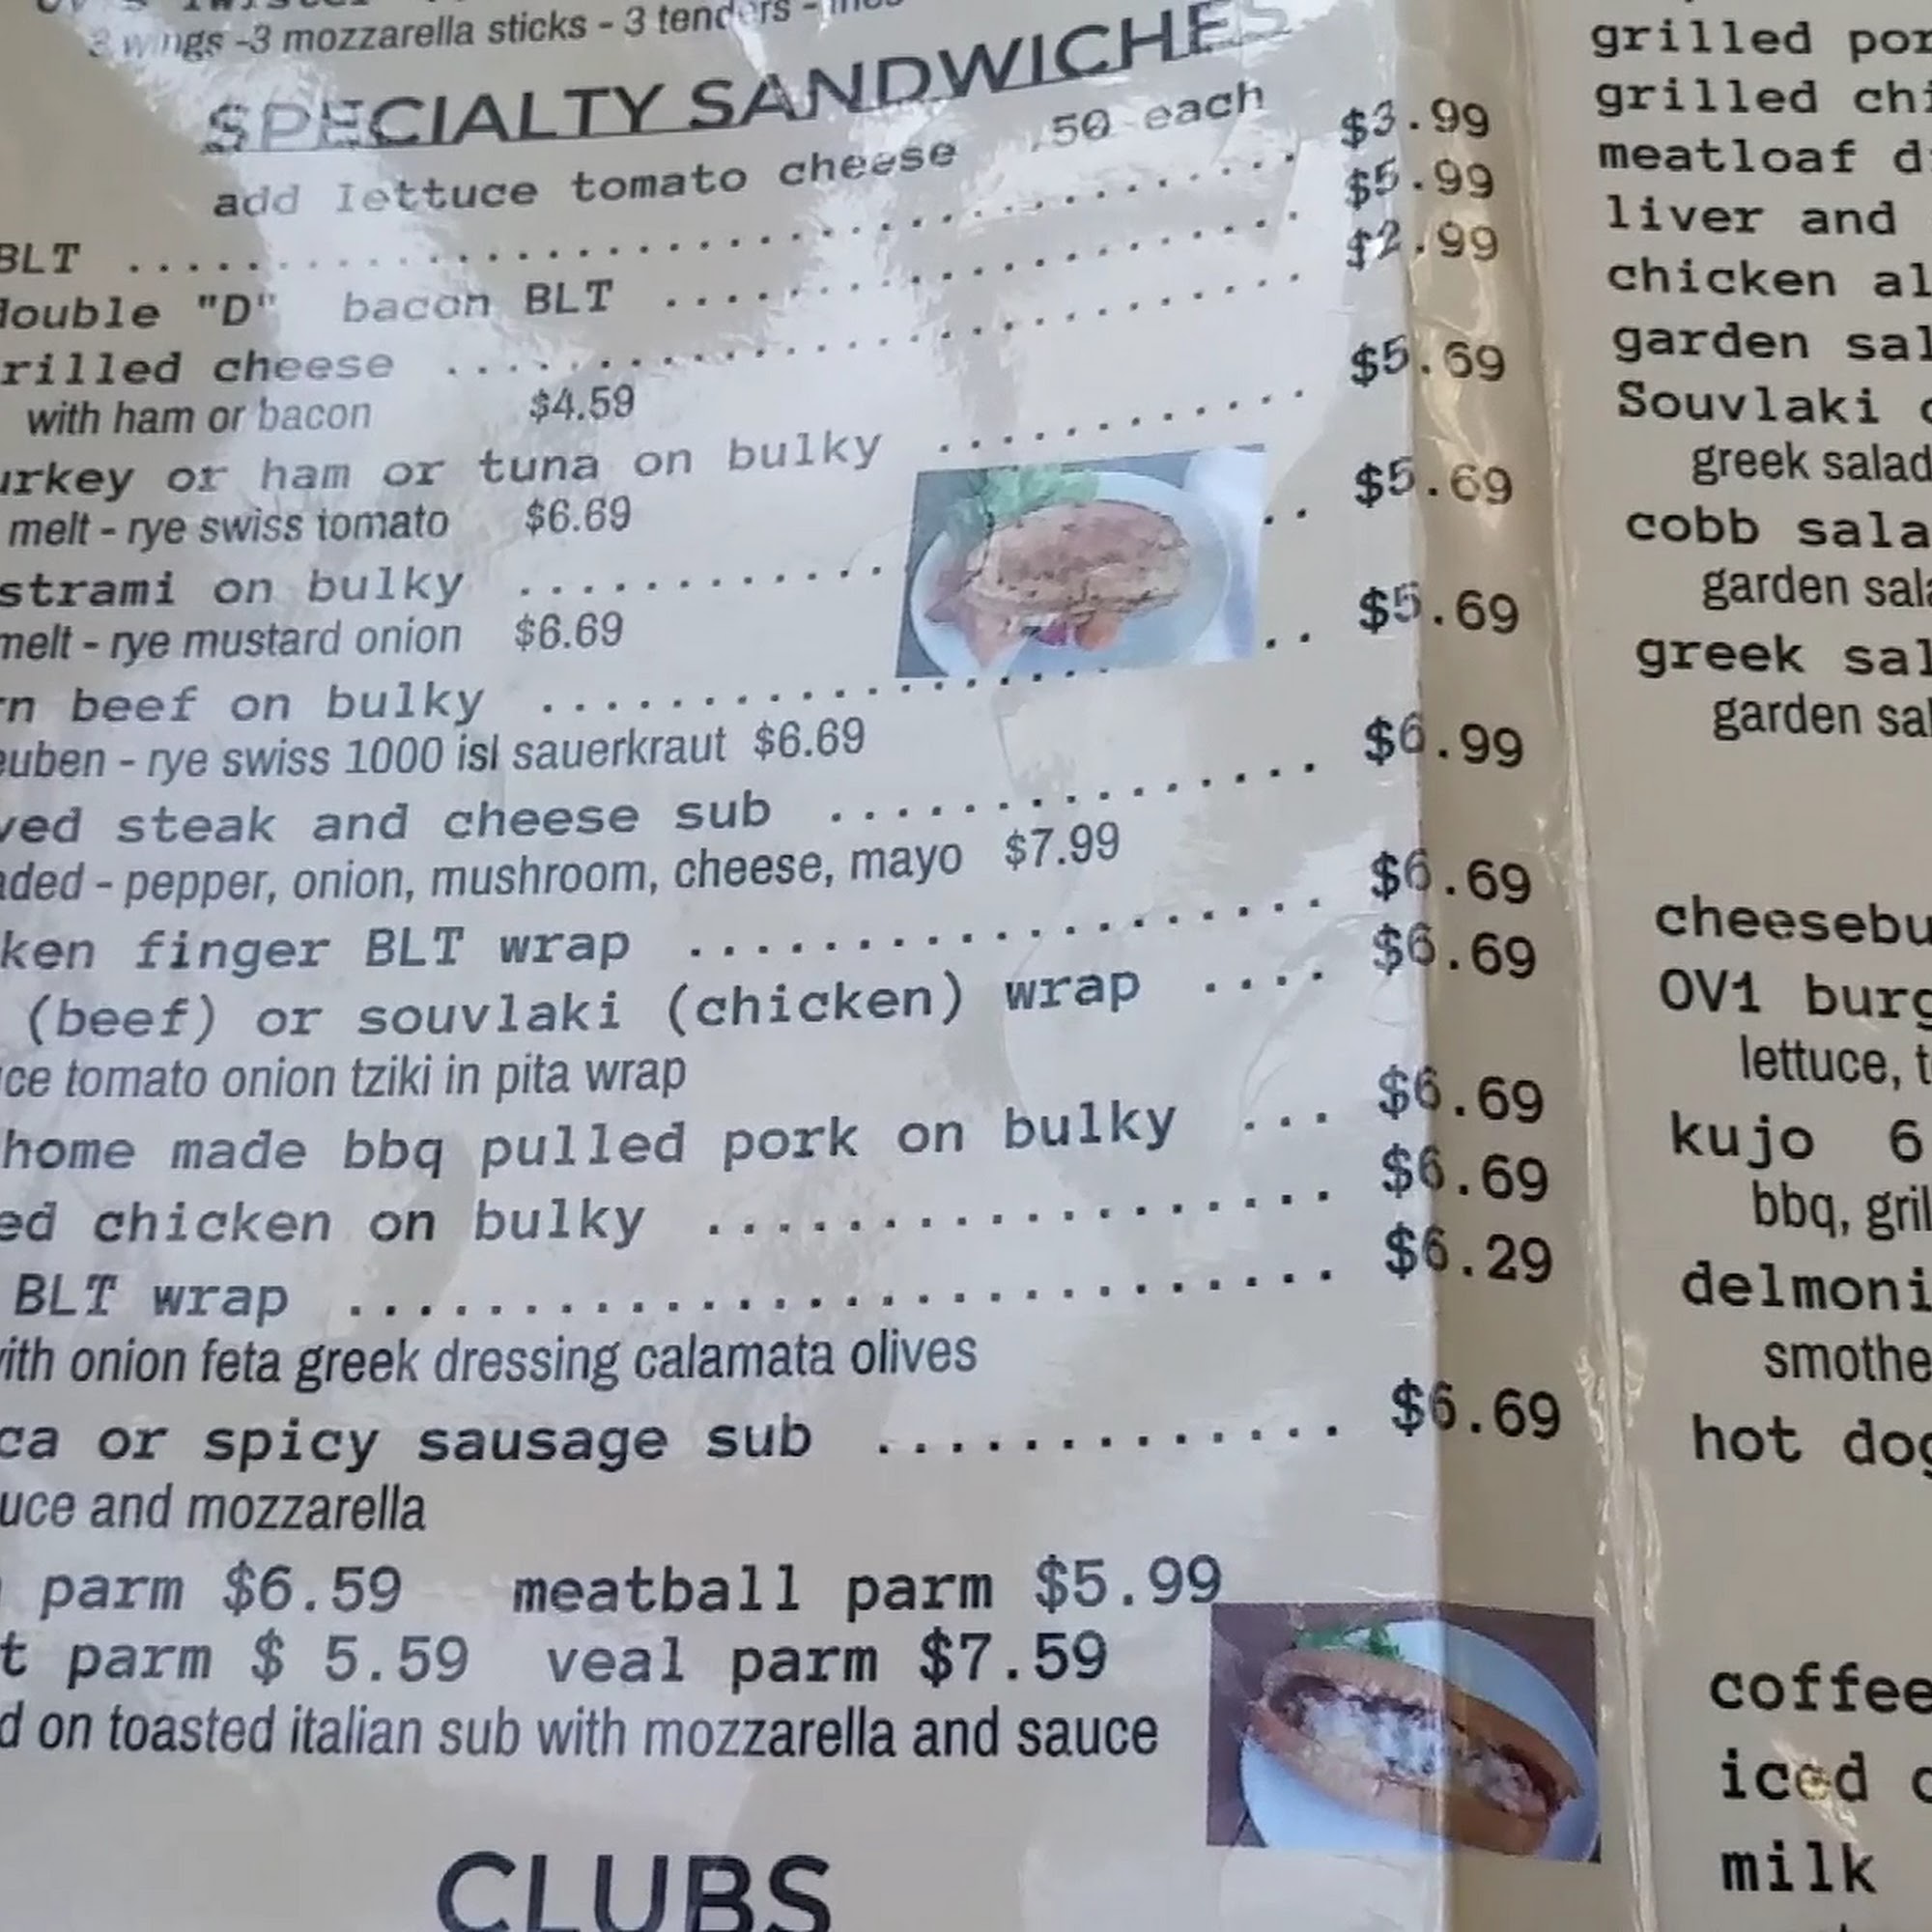 3 wings -3 mozzarella sticks - 3 tenders -
SPECIALTY SANDWICHES
add lettuce tomato cheese .50 each
BLT .................... $3.99
double "D" bacon BLT .................... $5.99
rilled cheese .................... $2.99
with ham or bacon $4.59
urkey or ham or tuna on bulky ............ $5.69
melt - rye swiss tomato $6.69
strami on bulky .............. $5.69
melt - rye mustard onion $6.69
rn beef on bulky .................... $5.69
euben - rye swiss 1000 isl sauerkraut $6.69
ved steak and cheese sub ............... $6.99
aded - pepper, onion, mushroom, cheese, mayo $7.99
ken finger BLT wrap .................. $6.69
(beef) or souvlaki (chicken) wrap .... $6.69
ce tomato onion tziki in pita wrap
home made bbq pulled pork on bulky ... $6.69
ed chicken on bulky .................. $6.69
BLT wrap ............................ $6.29
with onion feta greek dressing calamata olives
ca or spicy sausage sub ............. $6.69
uce and mozzarella
parm $6.59 meatball parm $5.99
t parm $ 5.59 veal parm $7.59
d on toasted italian sub with mozzarella and sauce
CLUBS
grilled por
grilled chi
meatloaf d
liver and
chicken al
garden sal
Souvlaki
greek salad
cobb sala
garden sala
greek sal
garden sal
cheesebu
OV1 burg
lettuce, t
kujo 6
bbq, gril
delmoni
smothe
hot dog
coffee
iced c
milk